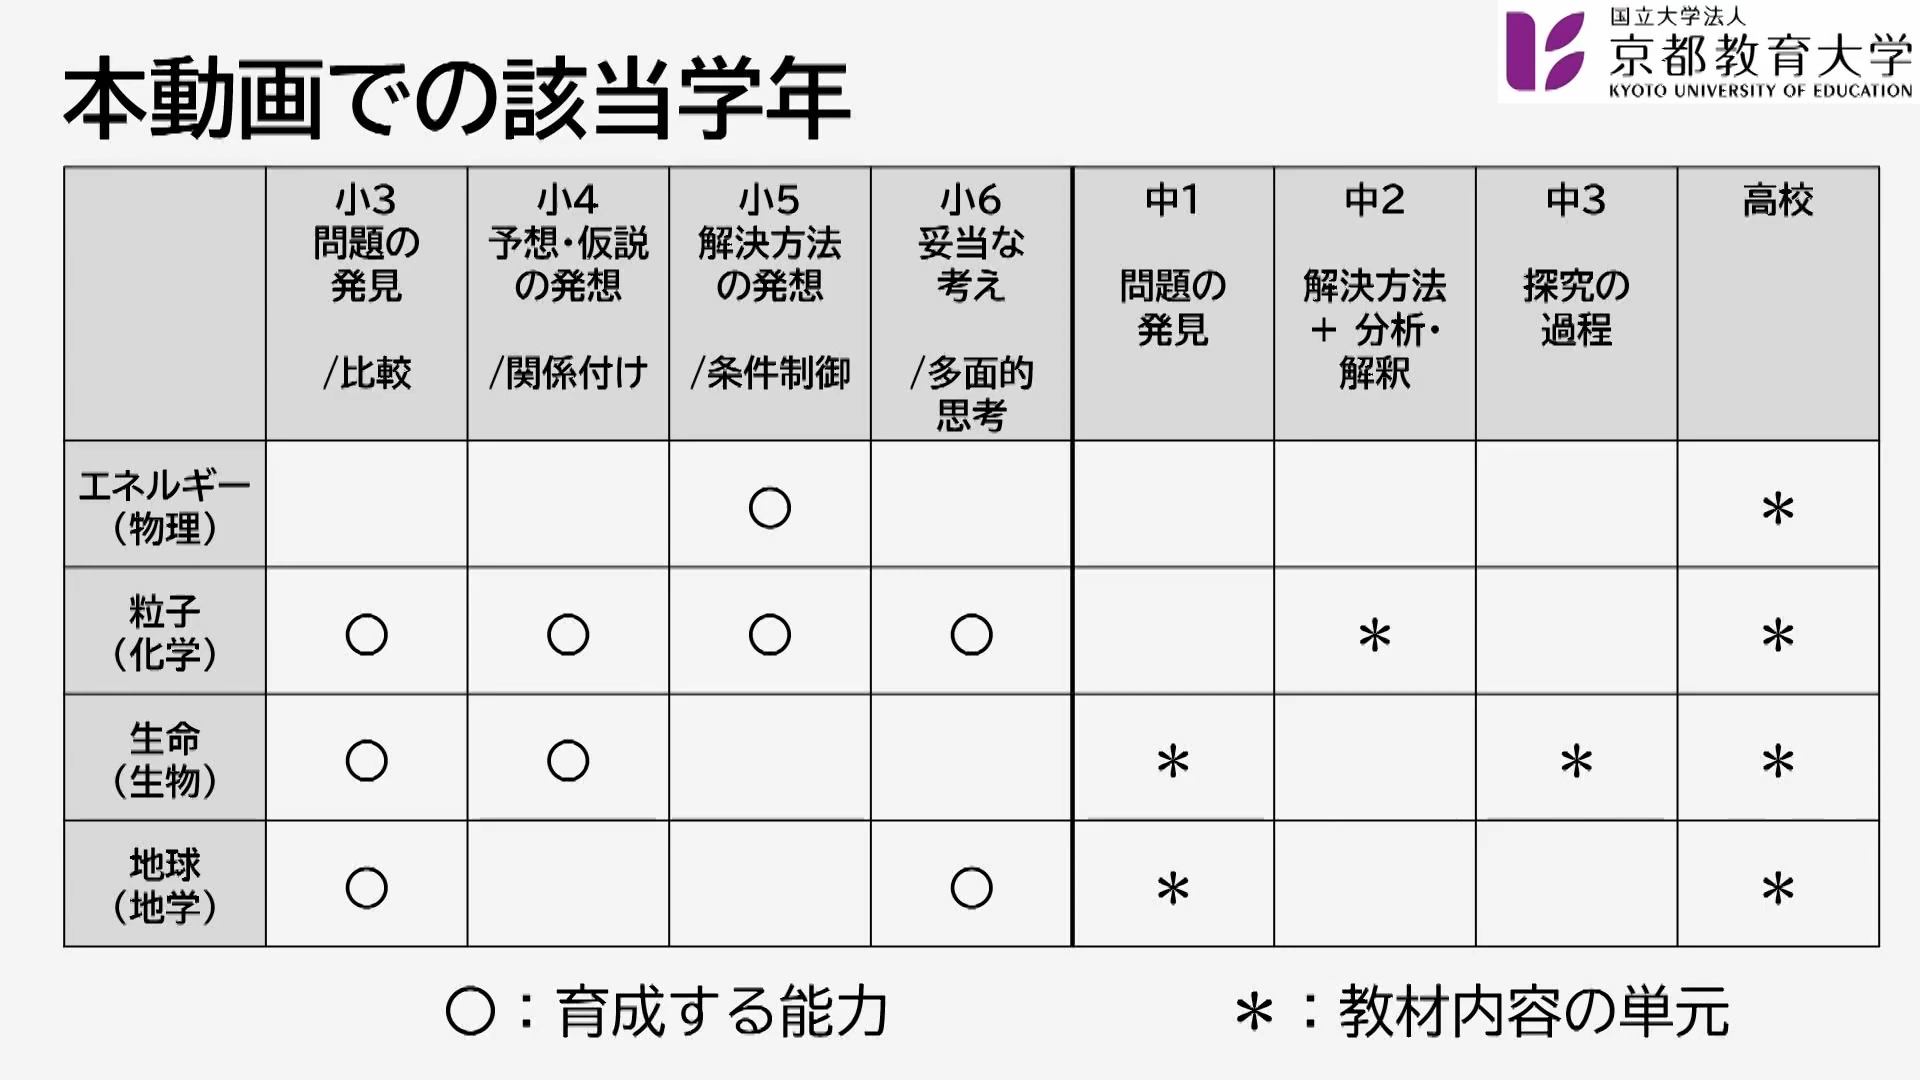 国立大学法人
京都教育大学
KYOTO UNIVERSITY OF EDUCATION
本動画での該当学年
小3
問題の
発見
/比較
小4
予想・仮説
の発想
/関係付け
小5
解決方法
の発想
/条件制御
小6
妥当な
考え
/多面的
思考
中1
問題の
発見
中2
解決方法
＋ 分析・
解釈
中3
探究の
過程
高校
エネルギー
（物理）
○ *
粒子
（化学）
○ ○ ○ ○ * *
生命
（生物）
○ ○ * * *
地球
（地学）
○ ○ * *
○：育成する能力
*：教材内容の単元